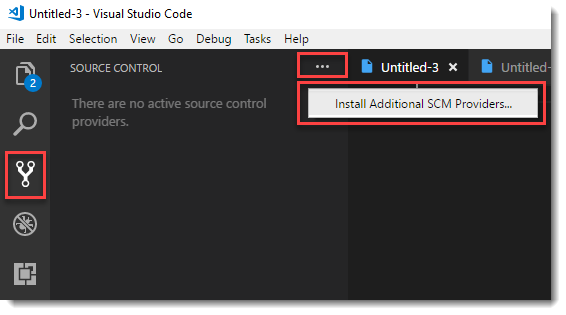 Untitled-3 - Visual Studio Code
File Edit Selection View Go Debug Tasks Help
SOURCE CONTROL
...
Untitled-3
Untitled-
There are no active source control
providers.
Install Additional SCM Providers...
2